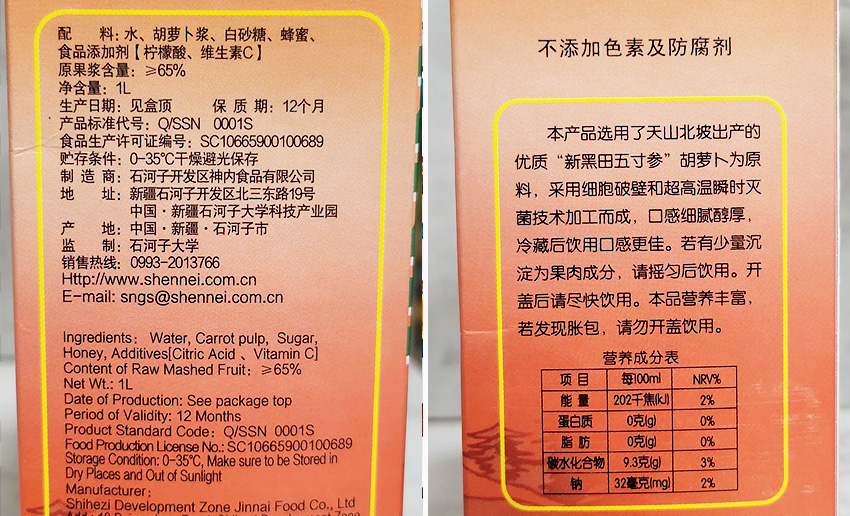 配 料:水、胡萝卜浆、白砂糖、蜂蜜、
食品添加剂【柠檬酸、维生素C】
原果浆含量：≥65%
净含量：1L
生产日期：见盒顶 保 质 期：12个月
产品标准代号：Q/SSN 0001S
食品生产许可证编号：SC10665900100689
贮存条件：0-35℃干燥避光保存
制 造 商：石河子开发区神内食品有限公司
地 址：新疆石河子开发区北三东路19号
中国·新疆石河子大学科技产业园
产 地：中国·新疆·石河子市
监 制：石河子大学
销售热线：0993-2013766
Http://www.shennei.com.cn
E-mail: sngs@shennei.com.cn
Ingredients: Water, Carrot pulp, Sugar,
Honey, Additives[Citric Acid 、Vitamin C]
Content of Raw Mashed Fruit: ≥65%
Net Wt.: 1L
Date of Production: See package top
Period of Validity: 12 Months
Product Standard Code: Q/SSN 0001S
Food Production License No.: SC10665900100689
Storage Condition: 0-35℃, Make sure to be Stored in
Dry Places and Out of Sunlight
Manufacturer:
Shihezi Development Zone Jinnai Food Co., Ltd
不添加色素及防腐剂
本产品选用了天山北坡出产的
优质“新黑田五寸参”胡萝卜为原
料，采用细胞破壁和超高温瞬时灭
菌技术加工而成，口感细腻醇厚，
冷藏后饮用口感更佳。若有少量沉
淀为果肉成分，请摇匀后饮用。开
盖后请尽快饮用。本品营养丰富，
若发现胀包，请勿开盖饮用。
营养成分表
项 目 每100ml NRV%
能 量 202千焦(kJ) 2%
蛋白质 0克(g) 0%
脂 肪 0克(g) 0%
碳水化合物 9.3克(g) 3%
钠 32毫克(mg) 2%